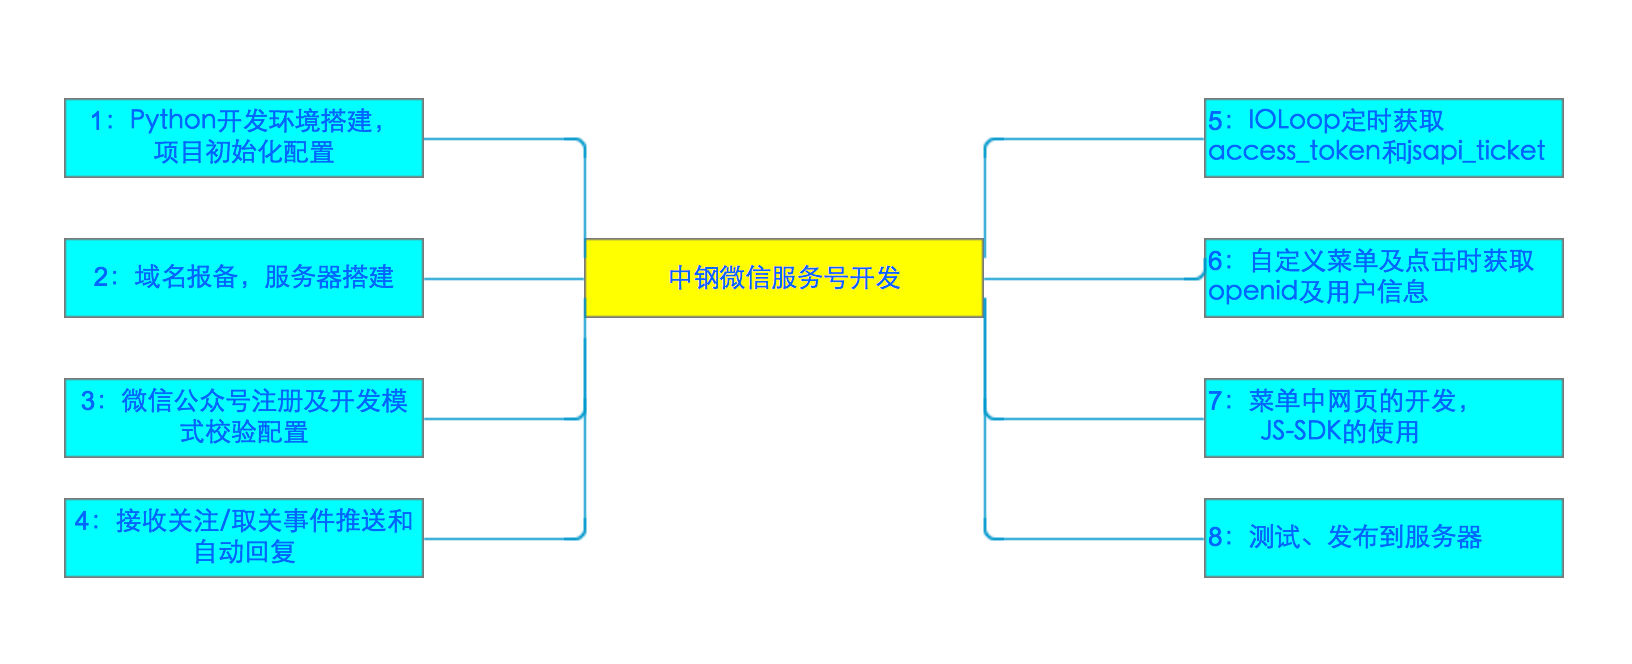 1：Python开发环境搭建，
项目初始化配置
2：域名报备，服务器搭建
3：微信公众号注册及开发模
式校验配置
4：接收关注/取关事件推送和
自动回复
中钢微信服务号开发
5：IOLoop定时获取
access_token和jsapi_ticket
6：自定义菜单及点击时获取
openid及用户信息
7：菜单中网页的开发，
JS-SDK的使用
8：测试、发布到服务器